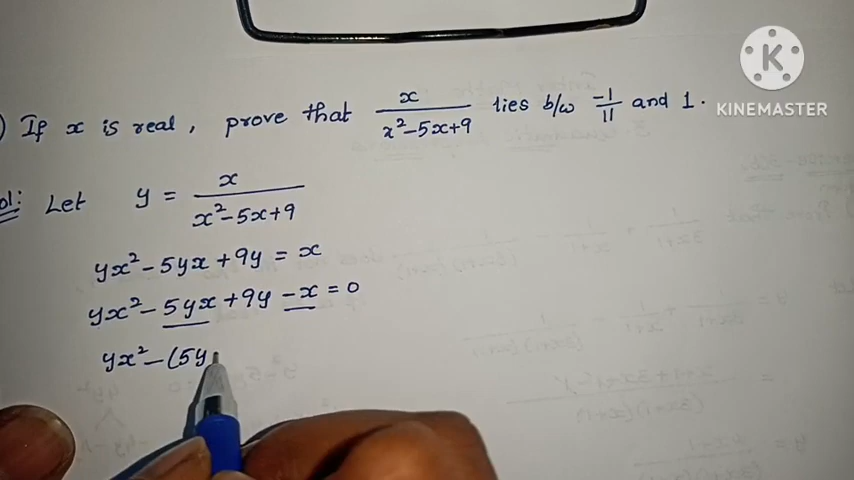 ) If x is real, prove that x/(x²-5x+9) lies b/w -1/11 and 1.
ol: Let y = x/(x²-5x+9)
yx² - 5yx + 9y = x
yx² - 5yx + 9y - x = 0
yx² - (5y
KINEMASTER